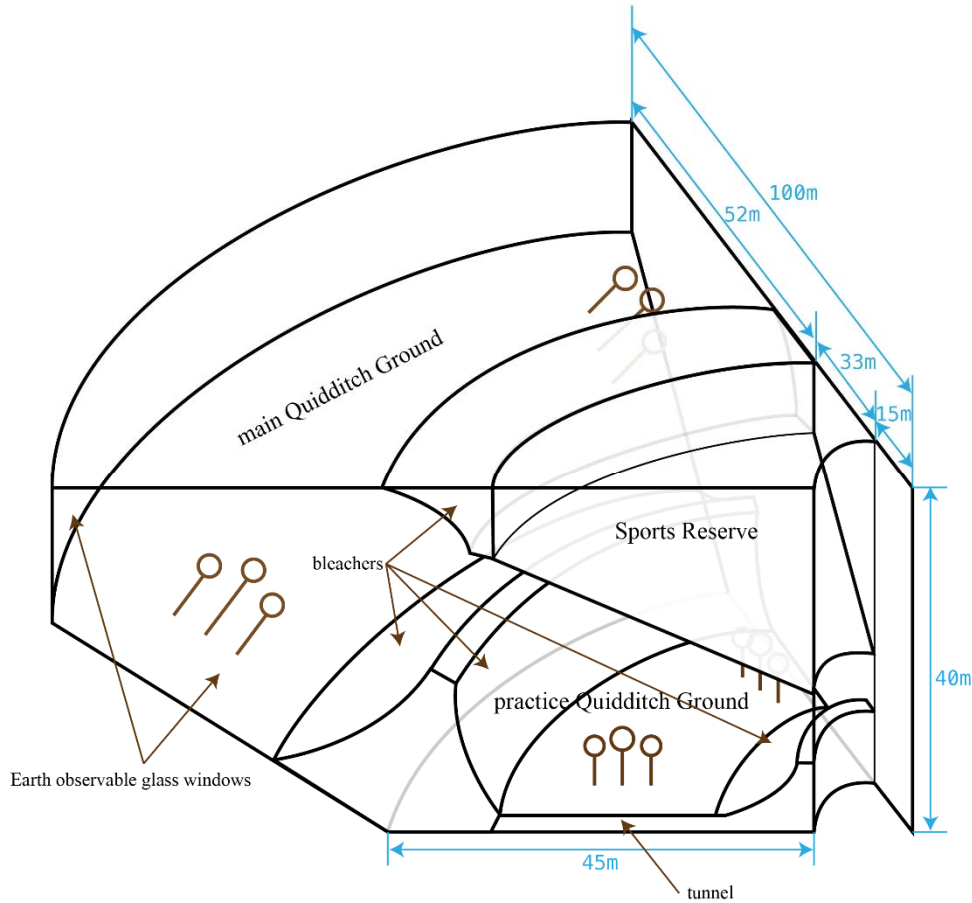 100m
52m
33m
15m
main Quidditch Ground
Sports Reserve
bleachers
practice Quidditch Ground
40m
Earth observable glass windows
45m
tunnel